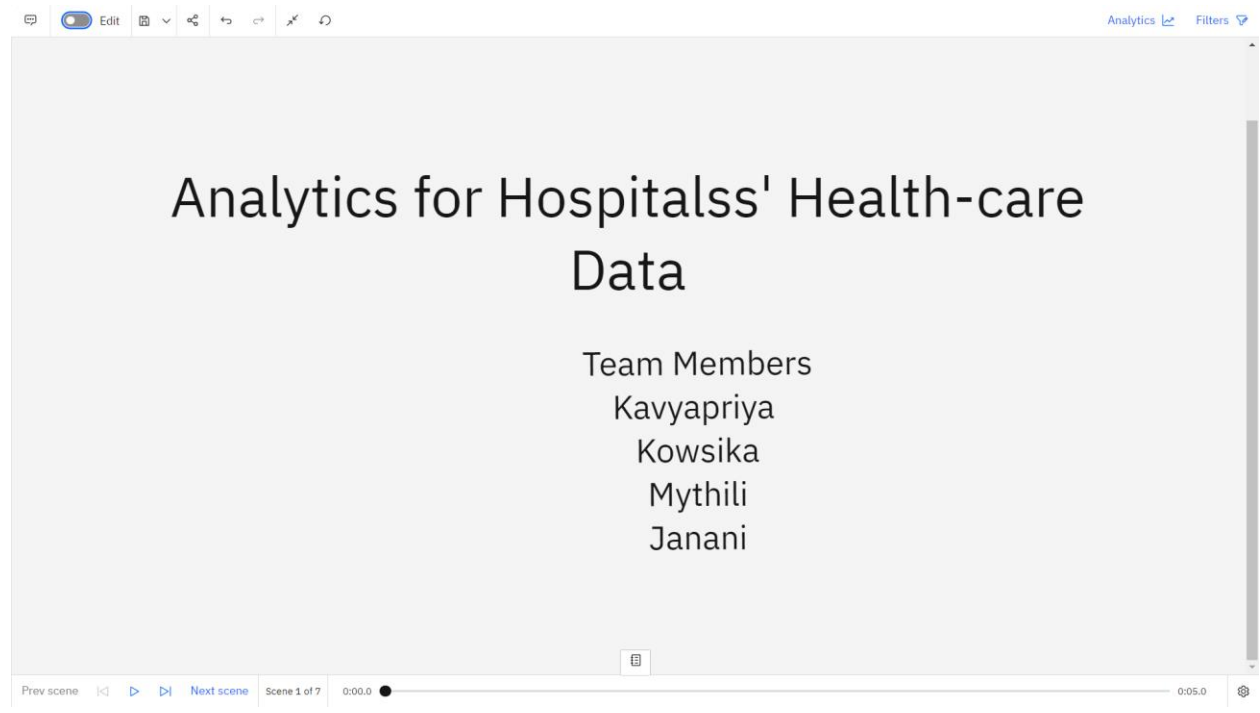 Edit
Analytics
Filters
Analytics for Hospitalss' Health-care
Data
Team Members
Kavyapriya
Kowsika
Mythili
Janani
Prev scene
Next scene
Scene 1 of 7
0:00.0
0:05.0